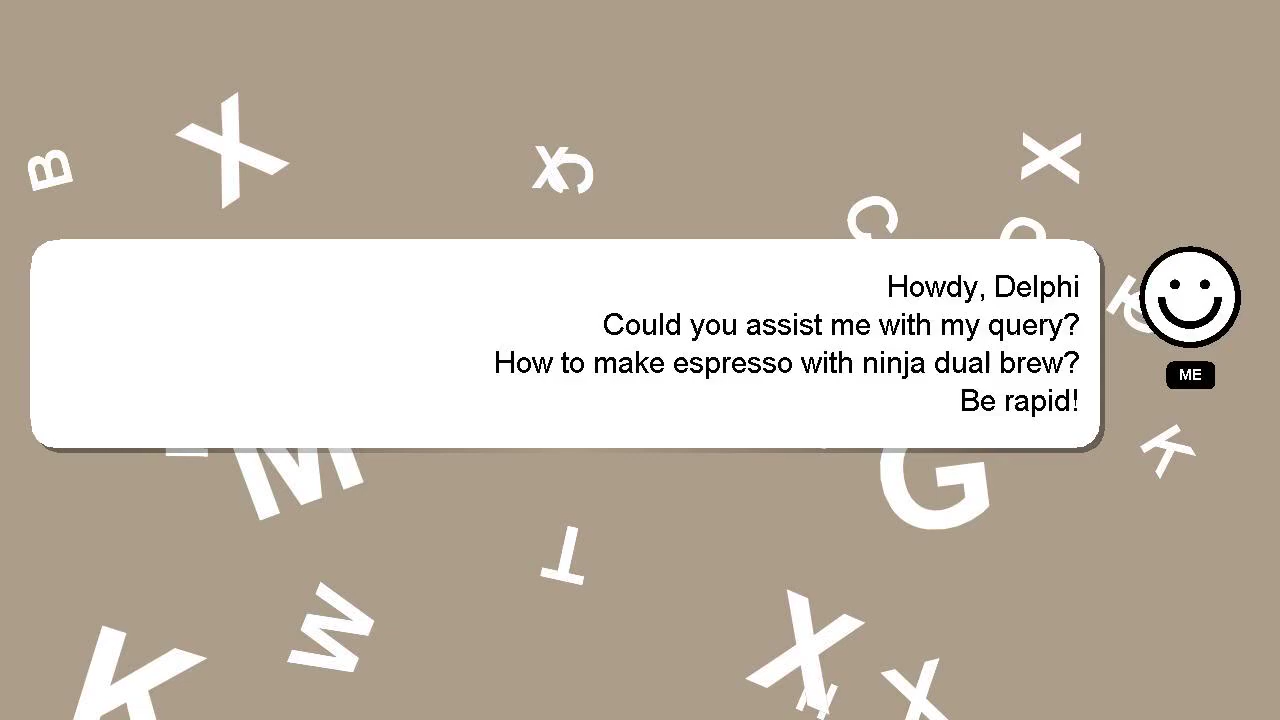 Howdy, Delphi
Could you assist me with my query?
How to make espresso with ninja dual brew?
Be rapid!
ME
B
X
X
C
X
C
K
M
G
K
T
W
K
X
X